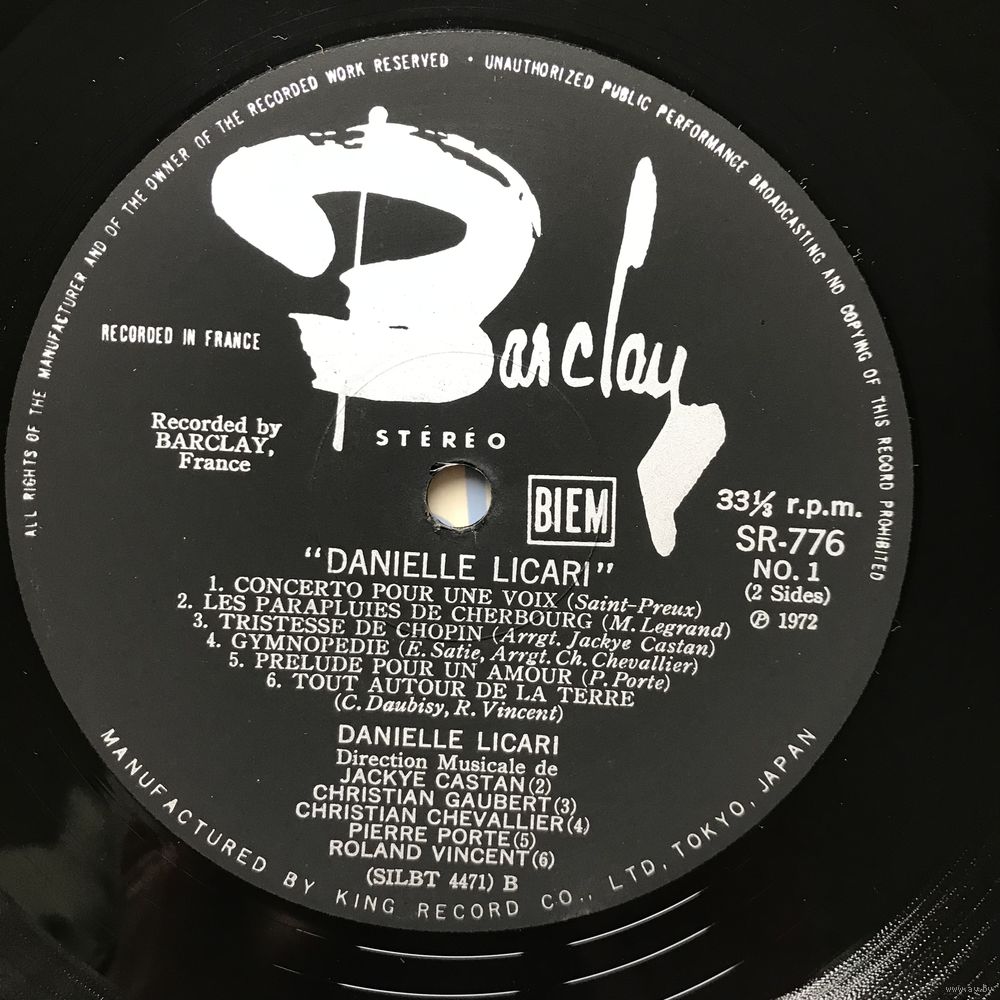 ALL RIGHTS OF THE MANUFACTURER AND OF THE OWNER OF THE RECORDED WORK RESERVED · UNAUTHORIZED PUBLIC PERFORMANCE BROADCASTING AND COPYING OF THIS RECORD PROHIBITED
Barclay
RECORDED IN FRANCE
Recorded by
BARCLAY,
France
STÉRÉO
BIEM
33⅓ r.p.m.
SR-776
NO. 1
(2 Sides)
℗ 1972
“DANIELLE LICARI”
1. CONCERTO POUR UNE VOIX (Saint-Preux)
2. LES PARAPLUIES DE CHERBOURG (M. Legrand)
3. TRISTESSE DE CHOPIN (Arrgt. Jackye Castan)
4. GYMNOPEDIE (E. Satie, Arrgt. Ch. Chevallier)
5. PRELUDE POUR UN AMOUR (P. Porte)
6. TOUT AUTOUR DE LA TERRE
(C. Daubisy, R. Vincent)
DANIELLE LICARI
Direction Musicale de
JACKYE CASTAN (2)
CHRISTIAN GAUBERT (3)
CHRISTIAN CHEVALLIER (4)
PIERRE PORTE (5)
ROLAND VINCENT (6)
(SILBT 4471) B
MANUFACTURED BY KING RECORD CO., LTD, TOKYO, JAPAN
www.ay.by